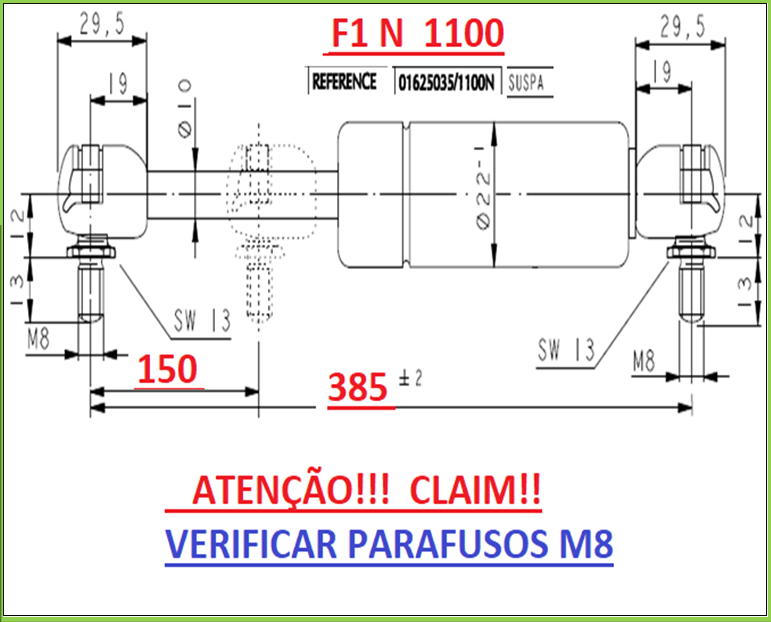 29,5
F1 N 1100
29,5
19
REFERENCE 01625035/1100N SUSPA
19
Ø10
Ø22-1
12
12
13
13
SW 13
M8
SW 13
M8
150
385 ±2
ATENÇÃO!!! CLAIM!!
VERIFICAR PARAFUSOS M8